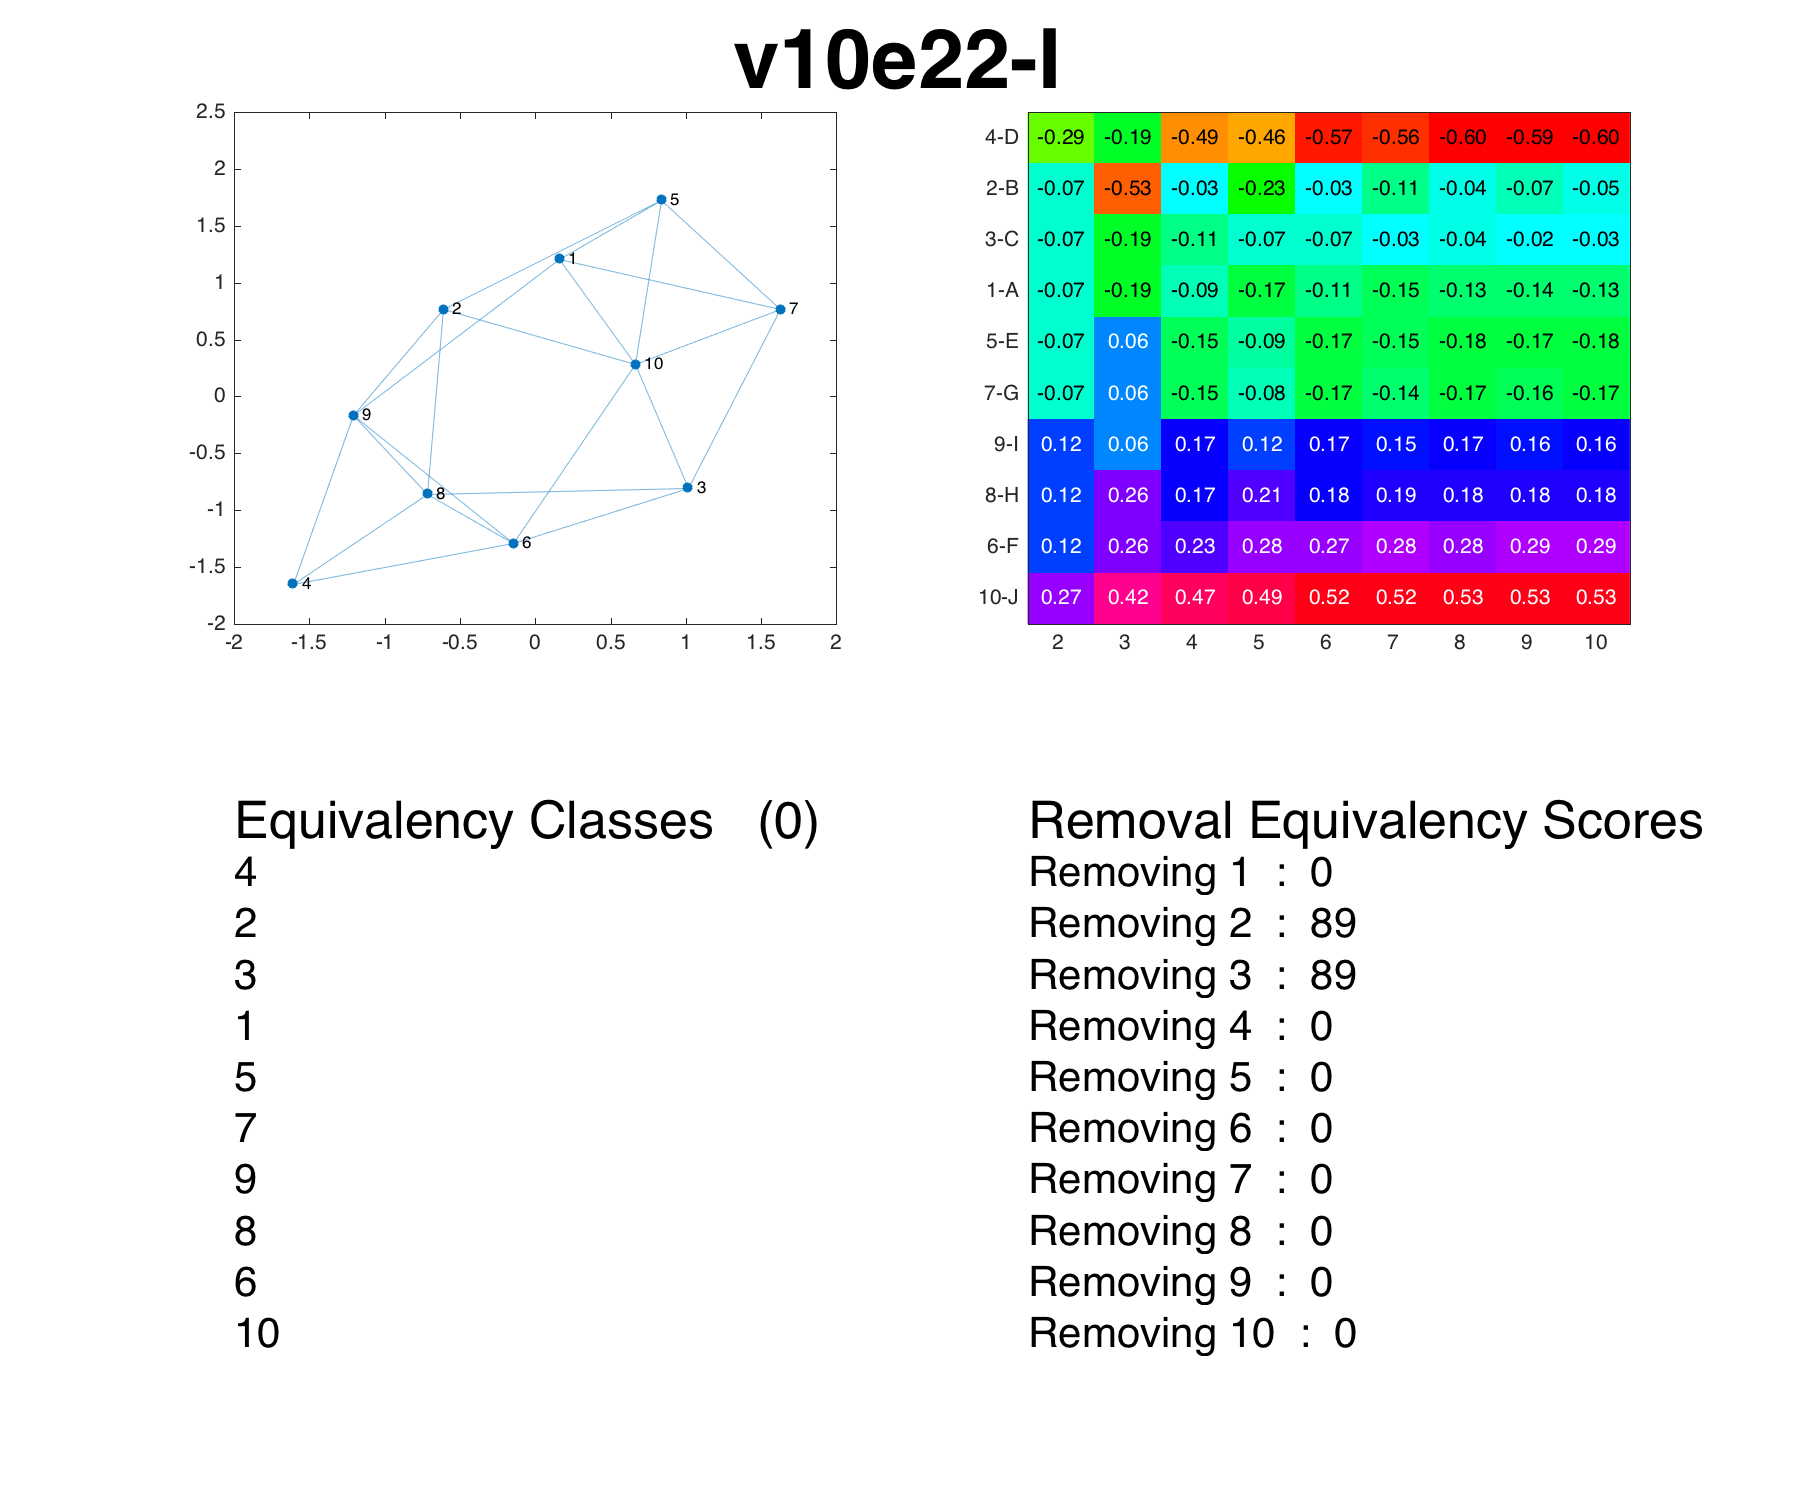 v10e22-I
2.5
2
1.5
1
0.5
0
-0.5
-1
-1.5
-2
-2 -1.5 -1 -0.5 0 0.5 1 1.5 2
5
1
2
7
10
9
8
3
6
4
4-D -0.29 -0.19 -0.49 -0.46 -0.57 -0.56 -0.60 -0.59 -0.60
2-B -0.07 -0.53 -0.03 -0.23 -0.03 -0.11 -0.04 -0.07 -0.05
3-C -0.07 -0.19 -0.11 -0.07 -0.07 -0.03 -0.04 -0.02 -0.03
1-A -0.07 -0.19 -0.09 -0.17 -0.11 -0.15 -0.13 -0.14 -0.13
5-E -0.07 0.06 -0.15 -0.09 -0.17 -0.15 -0.18 -0.17 -0.18
7-G -0.07 0.06 -0.15 -0.08 -0.17 -0.14 -0.17 -0.16 -0.17
9-I 0.12 0.06 0.17 0.12 0.17 0.15 0.17 0.16 0.16
8-H 0.12 0.26 0.17 0.21 0.18 0.19 0.18 0.18 0.18
6-F 0.12 0.26 0.23 0.28 0.27 0.28 0.28 0.29 0.29
10-J 0.27 0.42 0.47 0.49 0.52 0.52 0.53 0.53 0.53
2 3 4 5 6 7 8 9 10
Equivalency Classes (0)
4
2
3
1
5
7
9
8
6
10
Removal Equivalency Scores
Removing 1 : 0
Removing 2 : 89
Removing 3 : 89
Removing 4 : 0
Removing 5 : 0
Removing 6 : 0
Removing 7 : 0
Removing 8 : 0
Removing 9 : 0
Removing 10 : 0